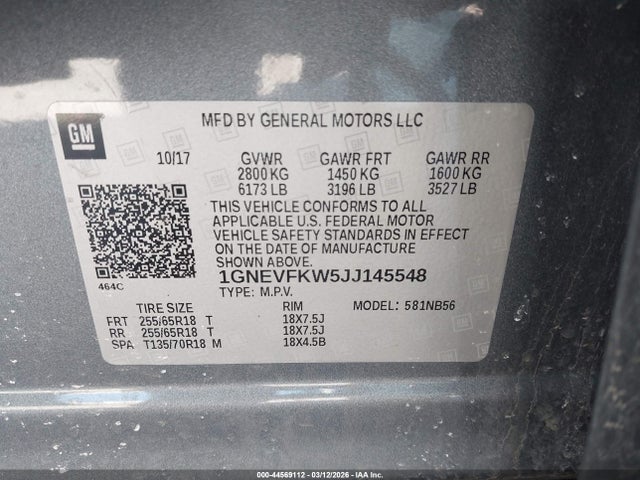 GM
MFD BY GENERAL MOTORS LLC
10/17 GVWR GAWR FRT GAWR RR
2800 KG 1450 KG 1600 KG
6173 LB 3196 LB 3527 LB
THIS VEHICLE CONFORMS TO ALL
APPLICABLE U.S. FEDERAL MOTOR
VEHICLE SAFETY STANDARDS IN EFFECT
ON THE DATE OF MANUFACTURE
SHOWN ABOVE.
1GNEVFKW5JJ145548
464C
TYPE: M.P.V.
TIRE SIZE RIM MODEL: 581NB56
FRT 255/65R18 T 18X7.5J
RR 255/65R18 T 18X7.5J
SPA T135/70R18 M 18X4.5B
000-44569112 - 03/12/2026 - IAA Inc.